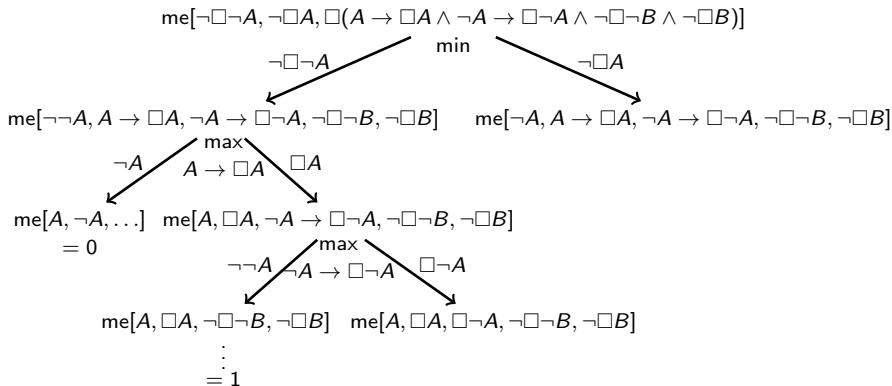 me[¬□¬A, ¬□A, □(A → □A ∧ ¬A → □¬A ∧ ¬□¬B ∧ ¬□B)]
min
¬□¬A
¬□A
me[¬¬A, A → □A, ¬A → □¬A, ¬□¬B, ¬□B]
me[¬A, A → □A, ¬A → □¬A, ¬□¬B, ¬□B]
max
¬A
A → □A
□A
me[A, ¬A, . . .]
= 0
me[A, □A, ¬A → □¬A, ¬□¬B, ¬□B]
max
¬¬A
¬A → □¬A
□¬A
me[A, □A, ¬□¬B, ¬□B]
me[A, □A, □¬A, ¬□¬B, ¬□B]
⋮
= 1